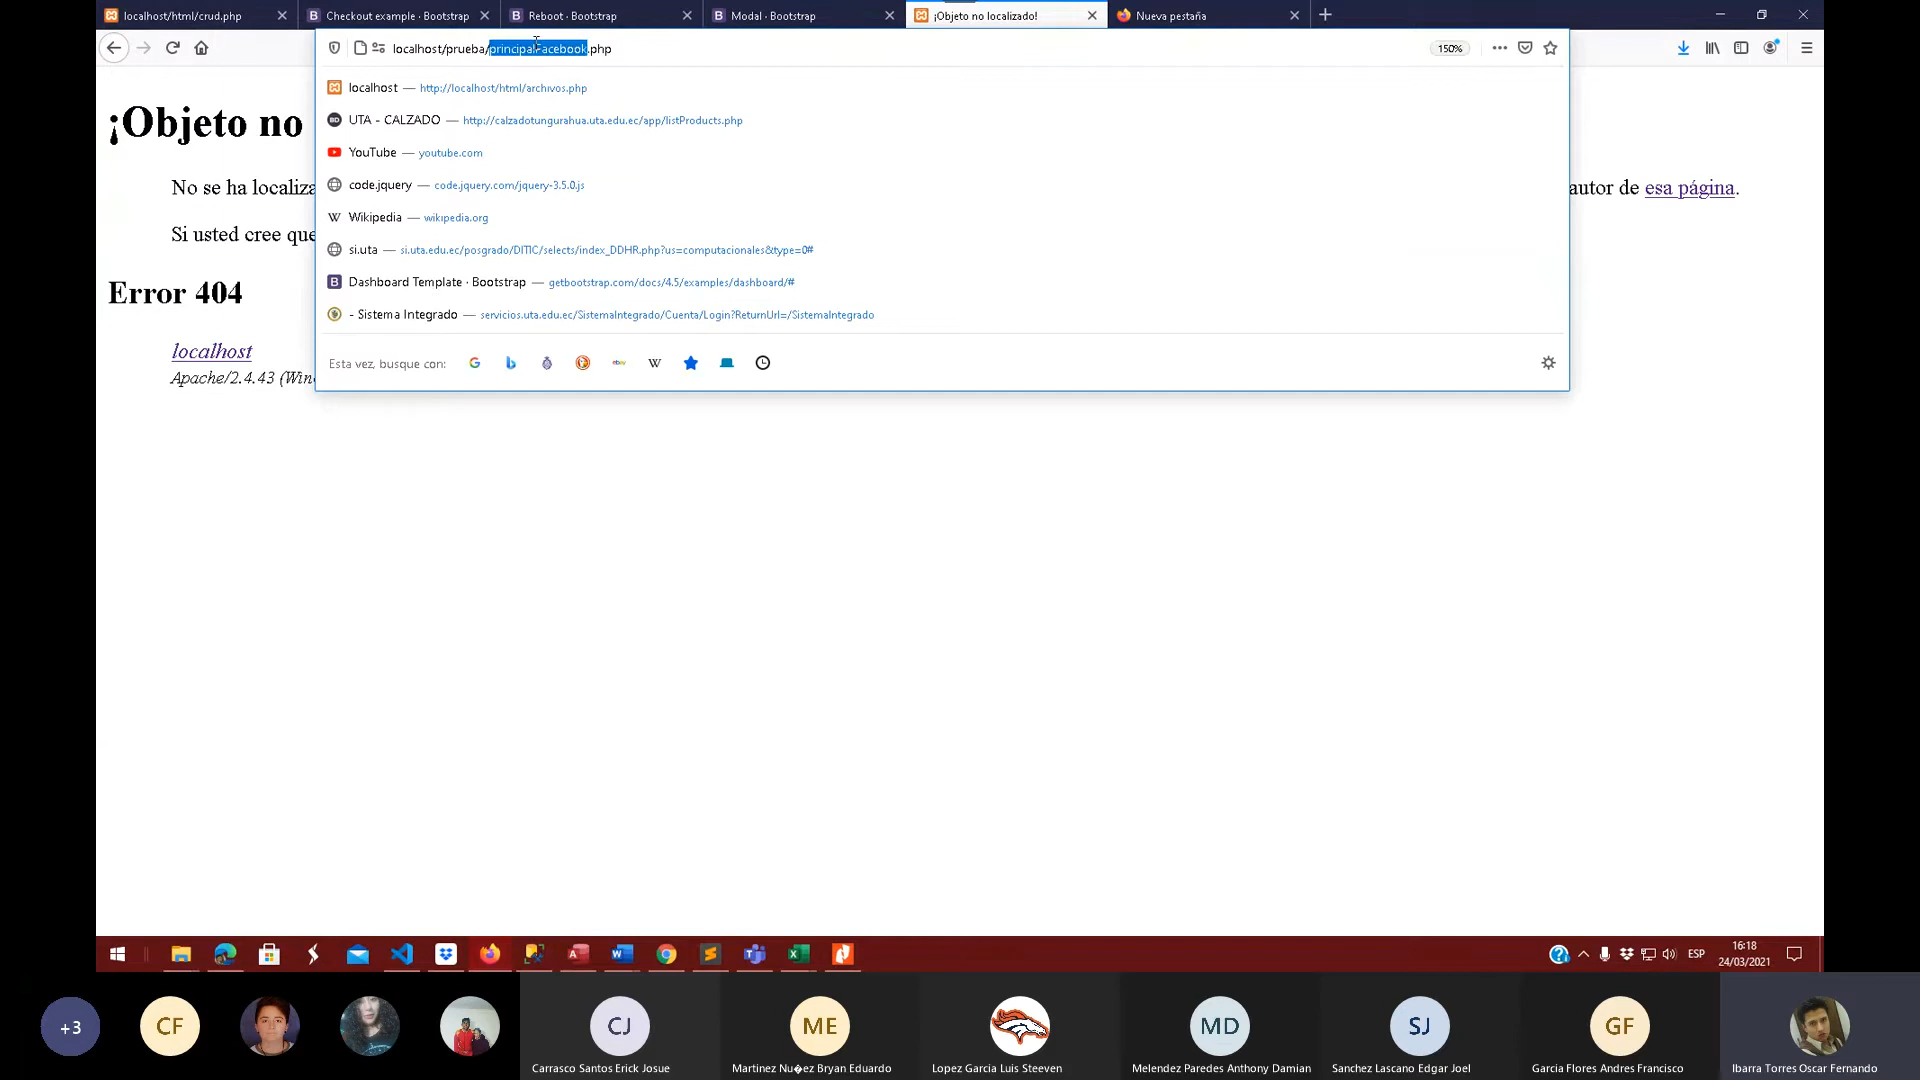 localhost/html/crud.php
Checkout example · Bootstrap
Reboot · Bootstrap
Modal · Bootstrap
¡Objeto no localizado!
Nueva pestaña
localhost/prueba/principalFacebook.php
150%
localhost — http://localhost/html/archivos.php
UTA - CALZADO — http://calzadotungurahua.uta.edu.ec/app/listProducts.php
YouTube — youtube.com
code.jquery — code.jquery.com/jquery-3.5.0.js
Wikipedia — wikipedia.org
si.uta — si.uta.edu.ec/posgrado/DITIC/selects/index_DDHR.php?us=computacionales&type=0#
Dashboard Template · Bootstrap — getbootstrap.com/docs/4.5/examples/dashboard/#
- Sistema Integrado — servicios.uta.edu.ec/SistemaIntegrado/Cuenta/Login?ReturnUrl=/SistemaIntegrado
Esta vez, busque con:
¡Objeto no
No se ha localiza
autor de esa página.
Si usted cree que
Error 404
localhost
Apache/2.4.43 (Win
ESP
16:18
24/03/2021
+3
CF
CJ
ME
MD
SJ
GF
Carrasco Santos Erick Josue
Martinez Nu�ez Bryan Eduardo
Lopez Garcia Luis Steeven
Melendez Paredes Anthony Damian
Sanchez Lascano Edgar Joel
Garcia Flores Andres Francisco
Ibarra Torres Oscar Fernando